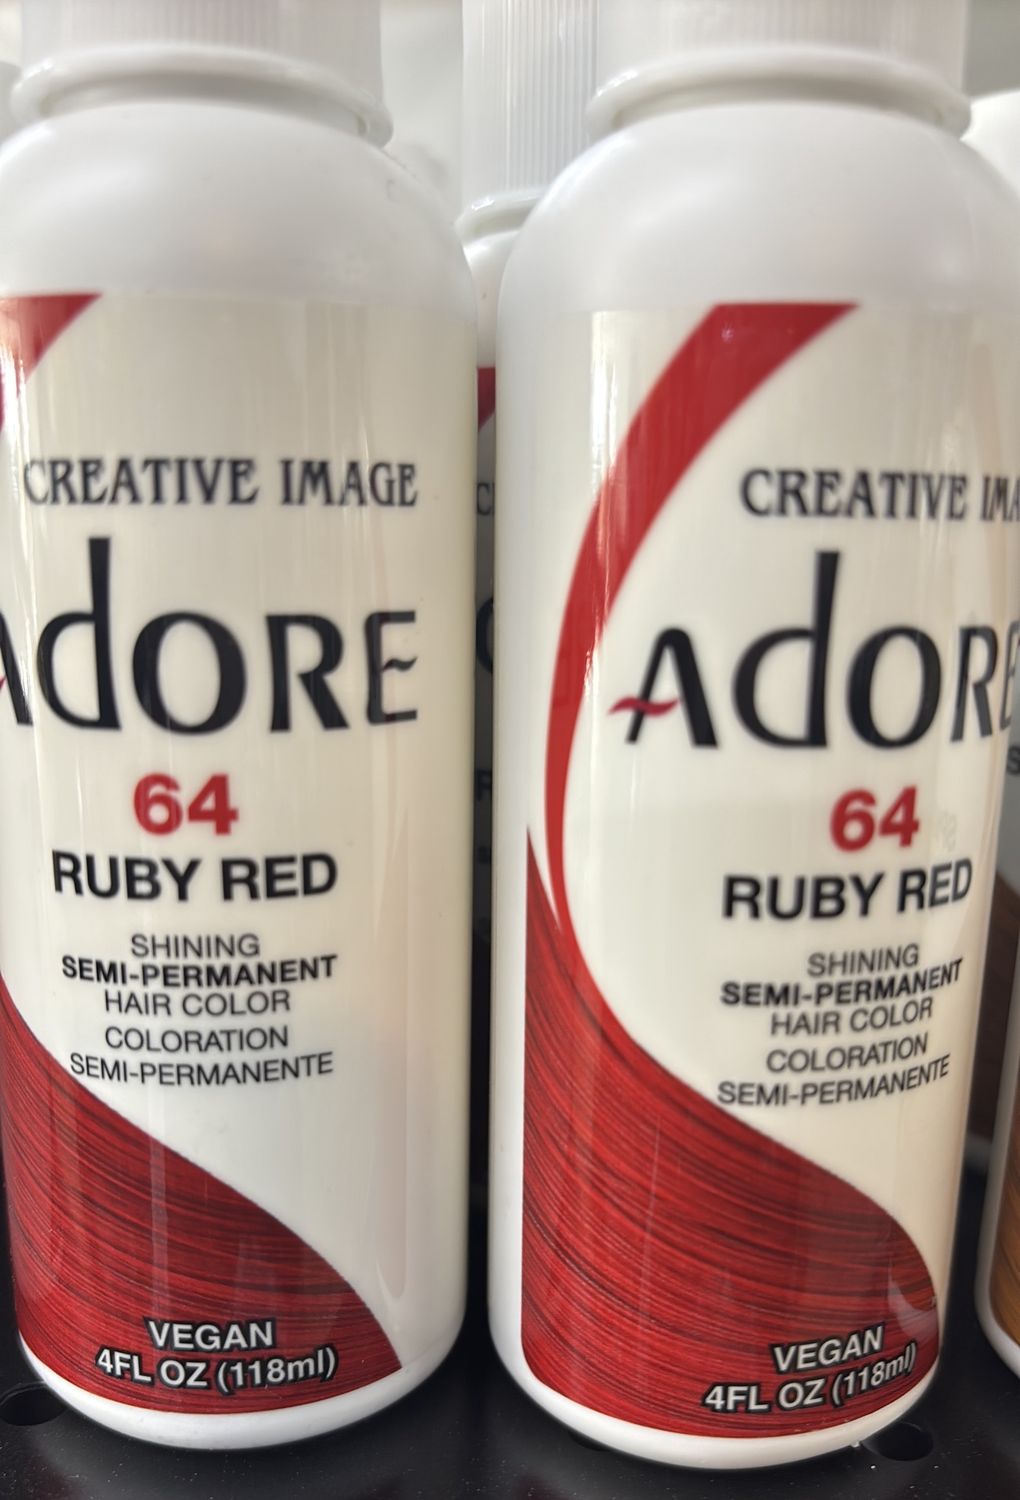 CREATIVE IMAGE
ADORE
64
RUBY RED
SHINING
SEMI-PERMANENT
HAIR COLOR
COLORATION
SEMI-PERMANENTE
VEGAN
4FL OZ (118ml)
CREATIVE IMA
ADORE
64
RUBY RED
SHINING
SEMI-PERMANENT
HAIR COLOR
COLORATION
SEMI-PERMANENTE
VEGAN
4FL OZ (118ml)